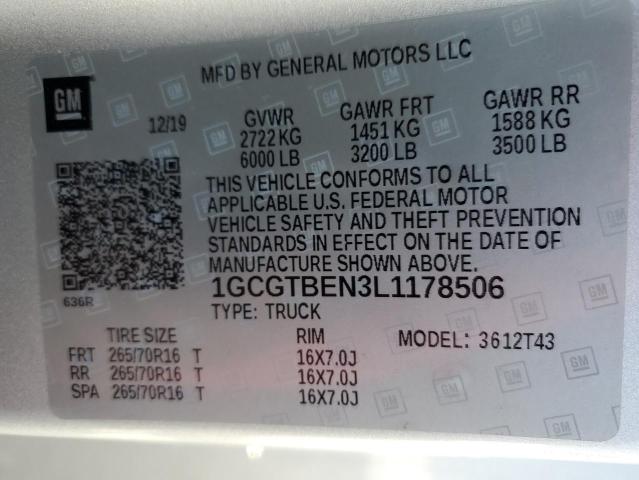 MFD BY GENERAL MOTORS LLC
GM
12/19
GVWR GAWR FRT GAWR RR
2722 KG 1451 KG 1588 KG
6000 LB 3200 LB 3500 LB
THIS VEHICLE CONFORMS TO ALL
APPLICABLE U.S. FEDERAL MOTOR
VEHICLE SAFETY AND THEFT PREVENTION
STANDARDS IN EFFECT ON THE DATE OF
MANUFACTURE SHOWN ABOVE.
636R
1GCGTBEN3L1178506
TYPE: TRUCK
TIRE SIZE RIM MODEL: 3612T43
FRT 265/70R16 T 16X7.0J
RR 265/70R16 T 16X7.0J
SPA 265/70R16 T 16X7.0J